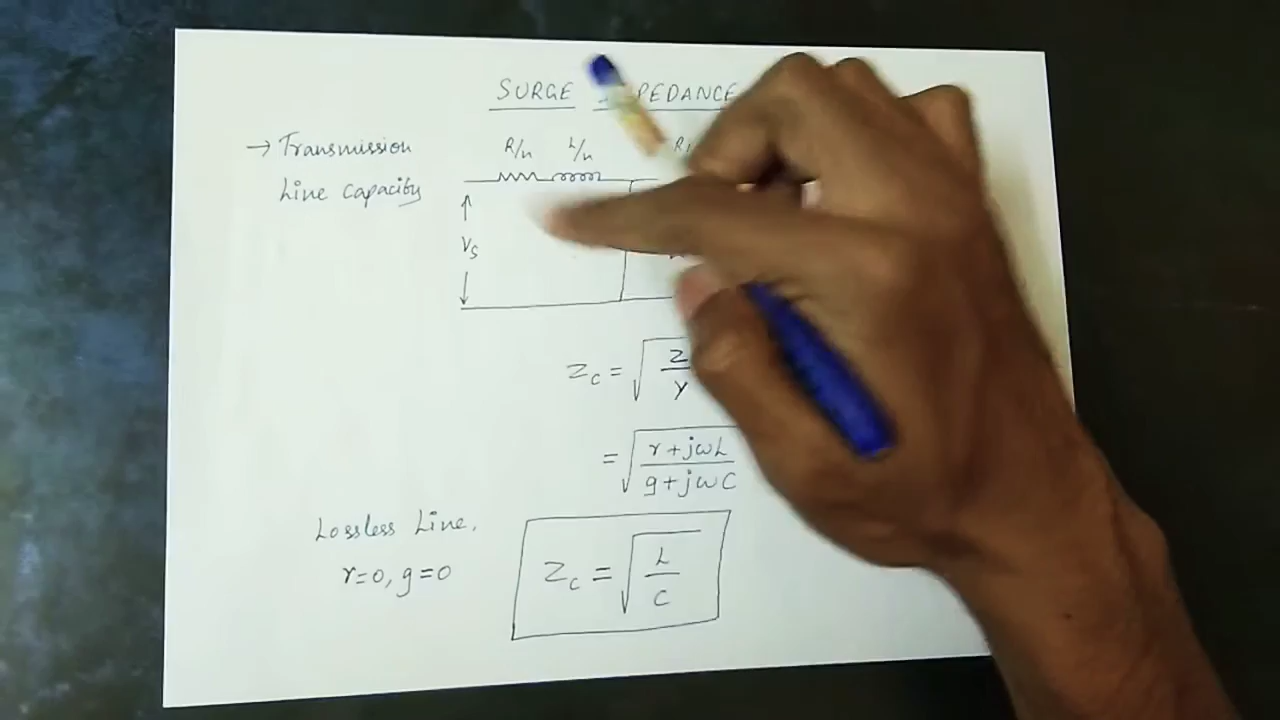 SURGE PEDANCE
→ Transmission
Line Capacity
R/n L/n
Vs
Zc = √(Z/Y)
= √((r+jωL)/(g+jωC))
Lossless Line,
r=0, g=0
Zc = √(L/C)